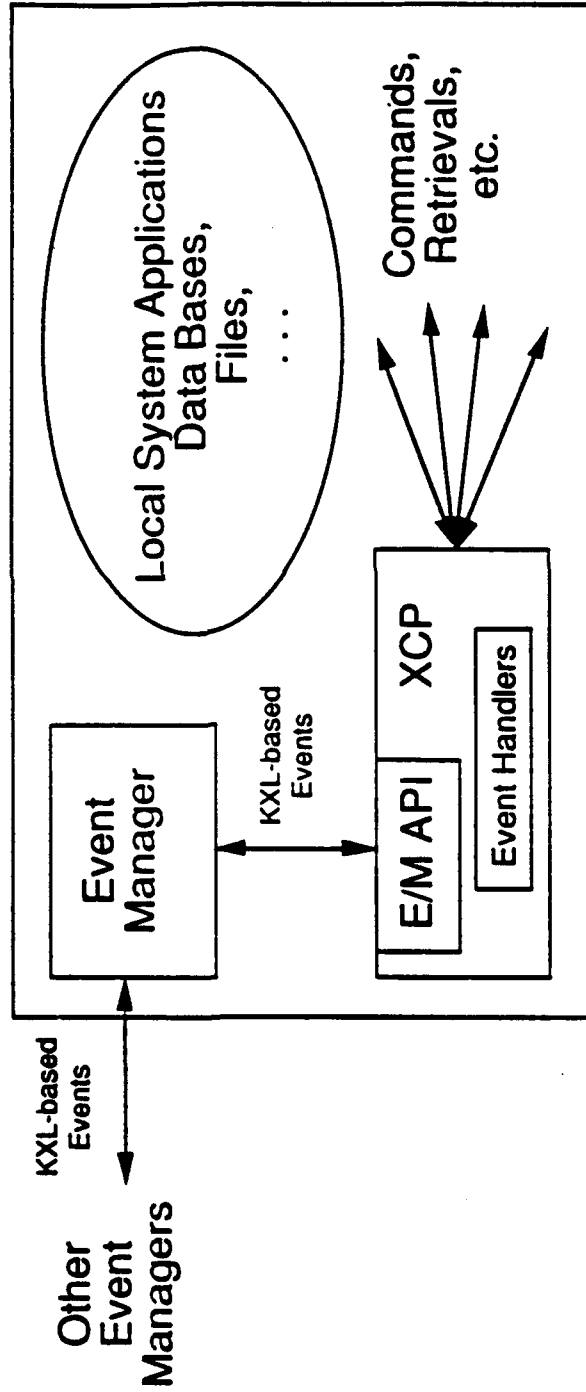 Other
Event
Managers
KXL-based
Events
Event
Manager
KXL-based
Events
E/M API
XCP
Event Handlers
Local System Applications
Data Bases,
Files,
. . .
Commands,
Retrievals,
etc.